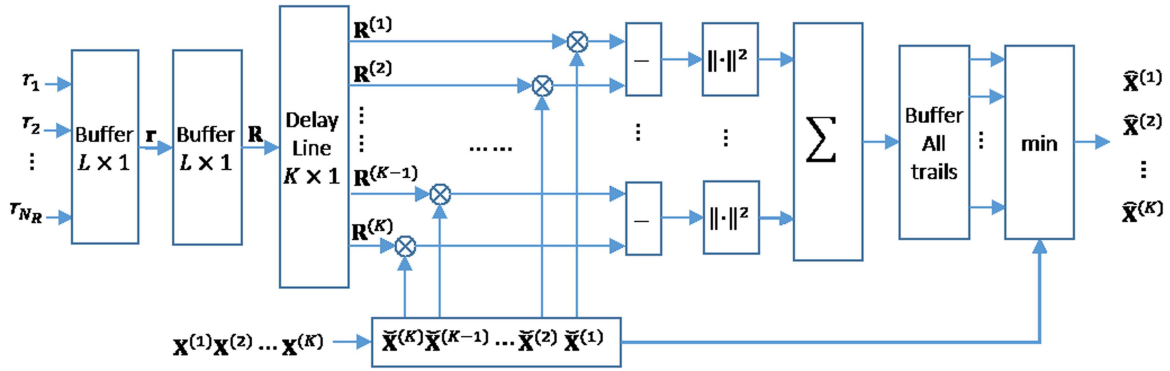 r₁
r₂
⋮
r_{N_R}
Buffer
L × 1
r
Buffer
L × 1
R
Delay
Line
K × 1
R⁽¹⁾
R⁽²⁾
⋮
⋮
R⁽ᴷ⁻¹⁾
R⁽ᴷ⁾
⊗
⊗
……
⊗
⊗
−
⋮
−
‖·‖²
⋮
‖·‖²
∑
Buffer
All
trails
⋮
min
X̂⁽¹⁾
X̂⁽²⁾
⋮
X̂⁽ᴷ⁾
X⁽¹⁾X⁽²⁾ … X⁽ᴷ⁾
X̆⁽ᴷ⁾X̆⁽ᴷ⁻¹⁾ … X̆⁽²⁾ X̆⁽¹⁾